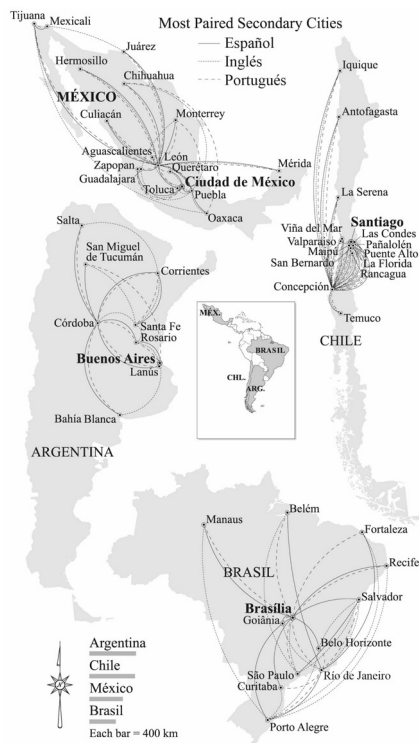 Most Paired Secondary Cities
Español
Inglés
Portugués
Tijuana
Mexicali
Juárez
Hermosillo
Chihuahua
MÉXICO
Culiacán
Monterrey
Aguascalientes
León
Zapopan
Querétaro
Mérida
Guadalajara
Ciudad de México
Toluca
Puebla
Oaxaca
Iquique
Antofagasta
La Serena
Santiago
Viña del Mar
Las Condes
Valparaíso
Pañalolén
Maipú
Puente Alto
San Bernardo
La Florida
Rancagua
Concepción
Temuco
CHILE
Salta
San Miguel
de Tucumán
Corrientes
Córdoba
Santa Fe
Rosario
Buenos Aires
Lanús
Bahía Blanca
ARGENTINA
MÉX.
BRASIL
CHL.
ARG.
Manaus
Belém
Fortaleza
BRASIL
Recife
Salvador
Brasília
Goiânia
Belo Horizonte
São Paulo
Río de Janeiro
Curitaba
Porto Alegre
N
Argentina
Chile
México
Brasil
Each bar = 400 km